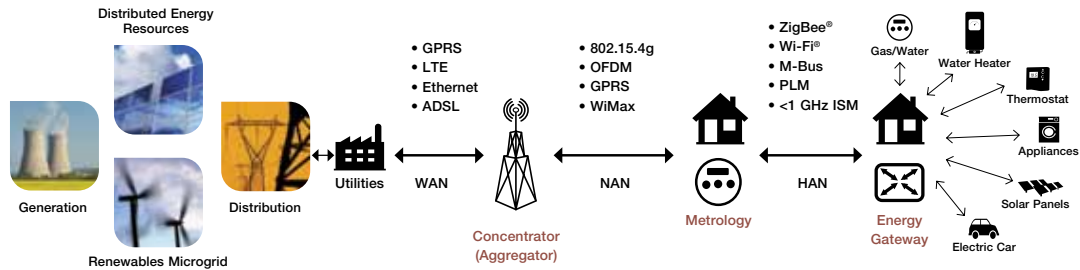 Distributed Energy
Resources
Generation
Renewables Microgrid
Distribution
Utilities
• GPRS
• LTE
• Ethernet
• ADSL
WAN
Concentrator
(Aggregator)
• 802.15.4g
• OFDM
• GPRS
• WiMax
NAN
Metrology
• ZigBee®
• Wi-Fi®
• M-Bus
• PLM
• <1 GHz ISM
HAN
Energy
Gateway
Gas/Water
Water Heater
Thermostat
Appliances
Solar Panels
Electric Car